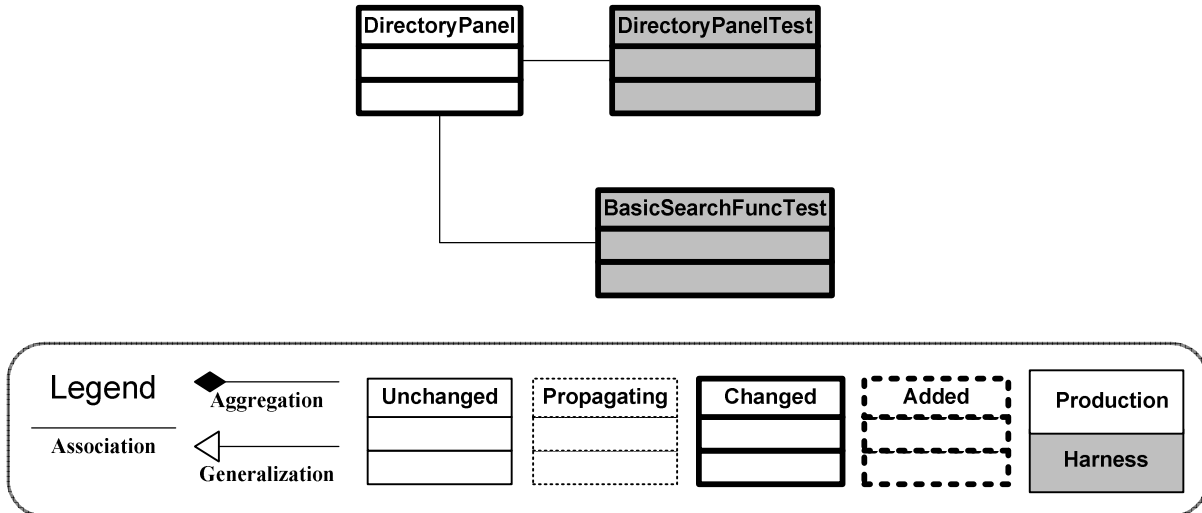 DirectoryPanel
DirectoryPanelTest
BasicSearchFuncTest
Legend
Association
Aggregation
Generalization
Unchanged
Propagating
Changed
Added
Production
Harness